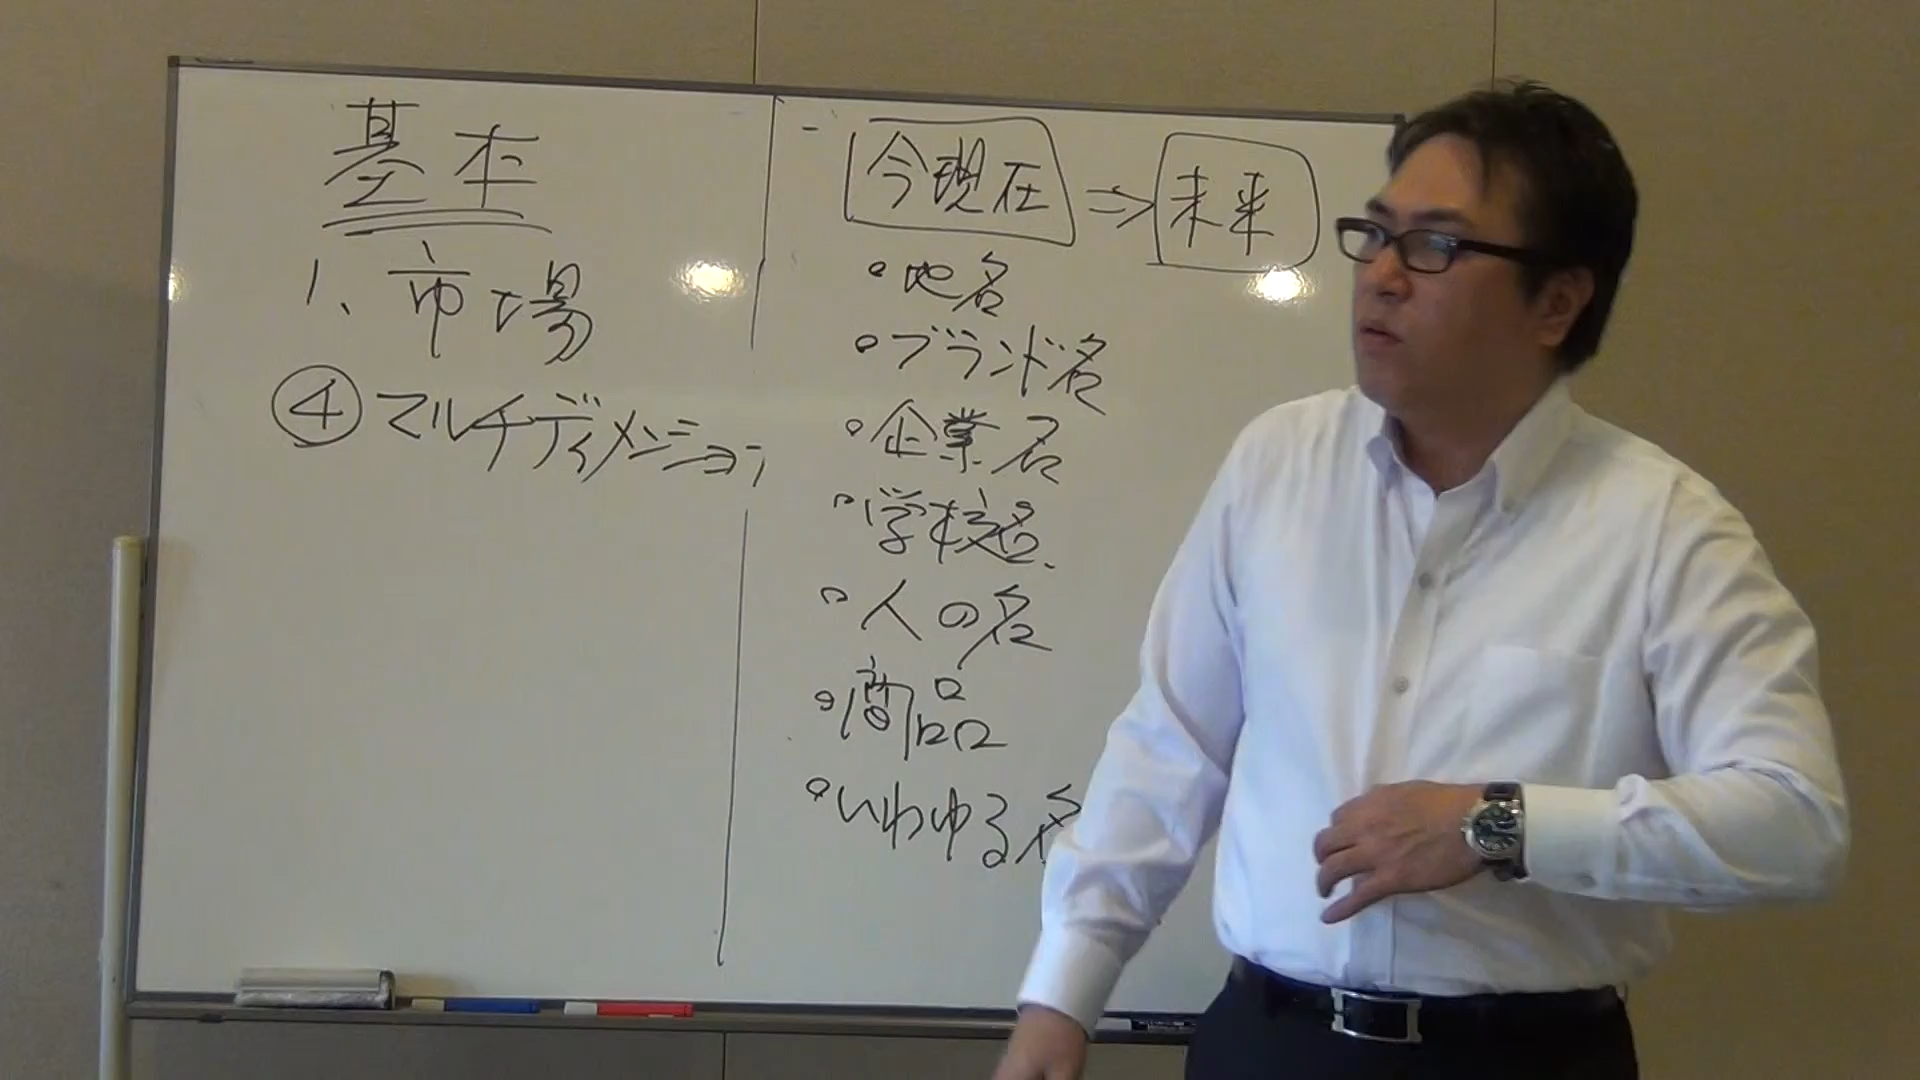 基本
1、市場
④マルチディメンション
今現在⇒未来
・地名
・ブランド名
・企業名
・学校名
・人の名
・商品
・いわゆる名